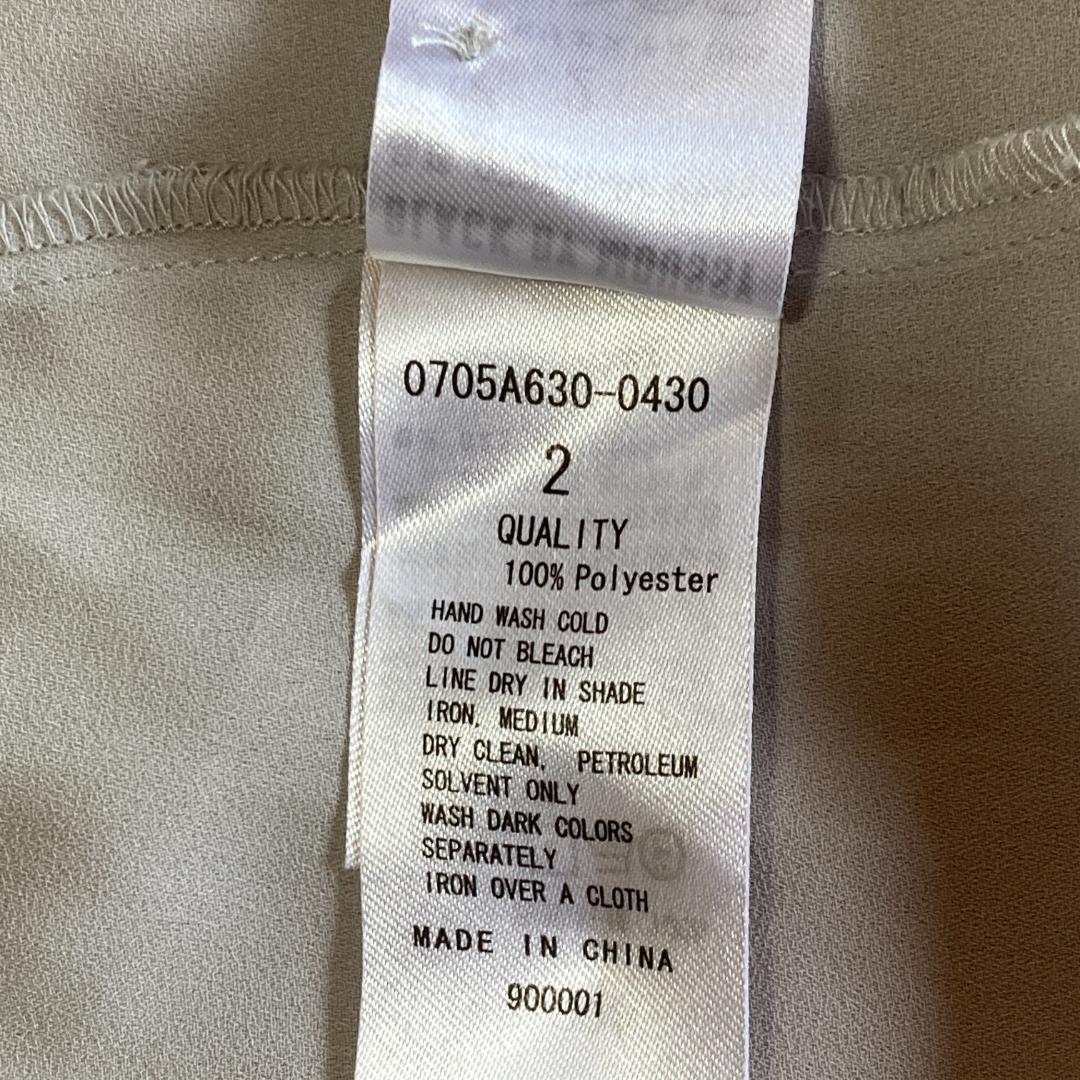 0705A630-0430
2
QUALITY
100% Polyester
HAND WASH COLD
DO NOT BLEACH
LINE DRY IN SHADE
IRON, MEDIUM
DRY CLEAN, PETROLEUM
SOLVENT ONLY
WASH DARK COLORS
SEPARATELY
IRON OVER A CLOTH
MADE IN CHINA
900001